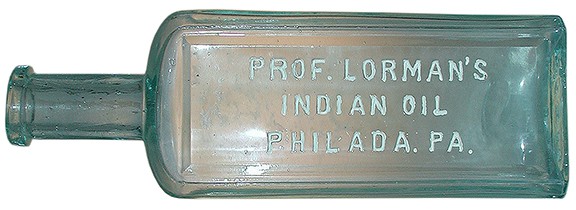 PROF. LORMAN'S
INDIAN OIL
PHILADA. PA.